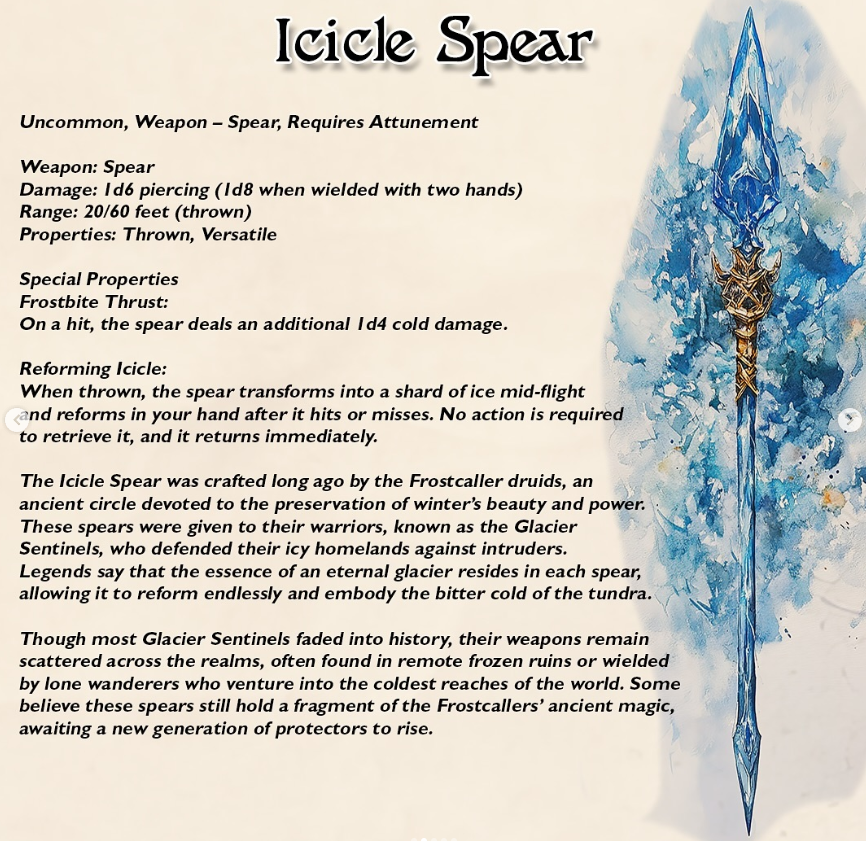 Icicle Spear
Uncommon, Weapon – Spear, Requires Attunement
Weapon: Spear
Damage: 1d6 piercing (1d8 when wielded with two hands)
Range: 20/60 feet (thrown)
Properties: Thrown, Versatile
Special Properties
Frostbite Thrust:
On a hit, the spear deals an additional 1d4 cold damage.
Reforming Icicle:
When thrown, the spear transforms into a shard of ice mid-flight
and reforms in your hand after it hits or misses. No action is required
to retrieve it, and it returns immediately.
The Icicle Spear was crafted long ago by the Frostcaller druids, an
ancient circle devoted to the preservation of winter’s beauty and power.
These spears were given to their warriors, known as the Glacier
Sentinels, who defended their icy homelands against intruders.
Legends say that the essence of an eternal glacier resides in each spear,
allowing it to reform endlessly and embody the bitter cold of the tundra.
Though most Glacier Sentinels faded into history, their weapons remain
scattered across the realms, often found in remote frozen ruins or wielded
by lone wanderers who venture into the coldest reaches of the world. Some
believe these spears still hold a fragment of the Frostcallers’ ancient magic,
awaiting a new generation of protectors to rise.